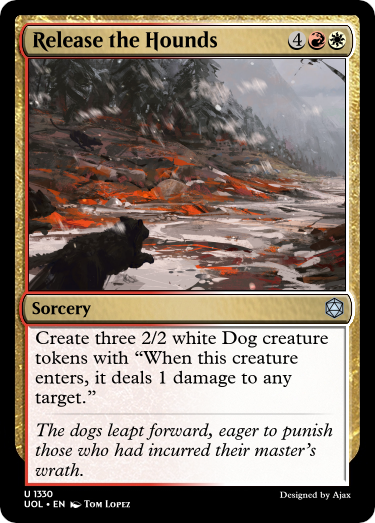 Release the Hounds 4
Sorcery
Create three 2/2 white Dog creature
tokens with “When this creature
enters, it deals 1 damage to any
target.”
The dogs leapt forward, eager to punish
those who had incurred their master’s
wrath.
U 1330
UOL • EN Tom Lopez
Designed by Ajax